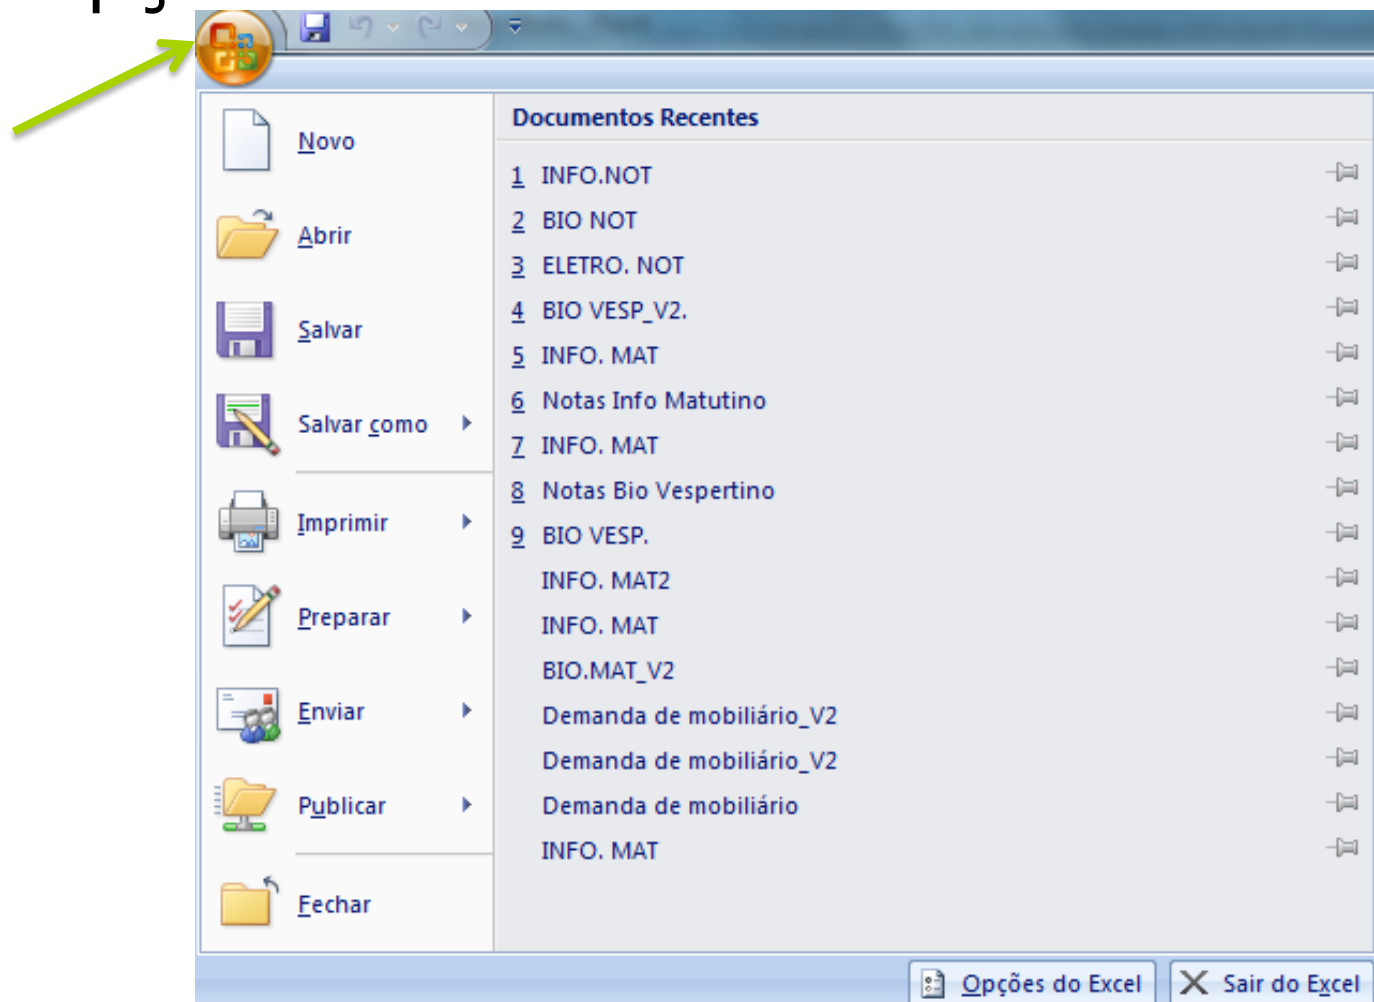 Novo
Abrir
Salvar
Salvar como
Imprimir
Preparar
Enviar
Publicar
Fechar
Documentos Recentes
1 INFO.NOT
2 BIO NOT
3 ELETRO. NOT
4 BIO VESP_V2.
5 INFO. MAT
6 Notas Info Matutino
7 INFO. MAT
8 Notas Bio Vespertino
9 BIO VESP.
INFO. MAT2
INFO. MAT
BIO.MAT_V2
Demanda de mobiliário_V2
Demanda de mobiliário_V2
Demanda de mobiliário
INFO. MAT
Opções do Excel
Sair do Excel